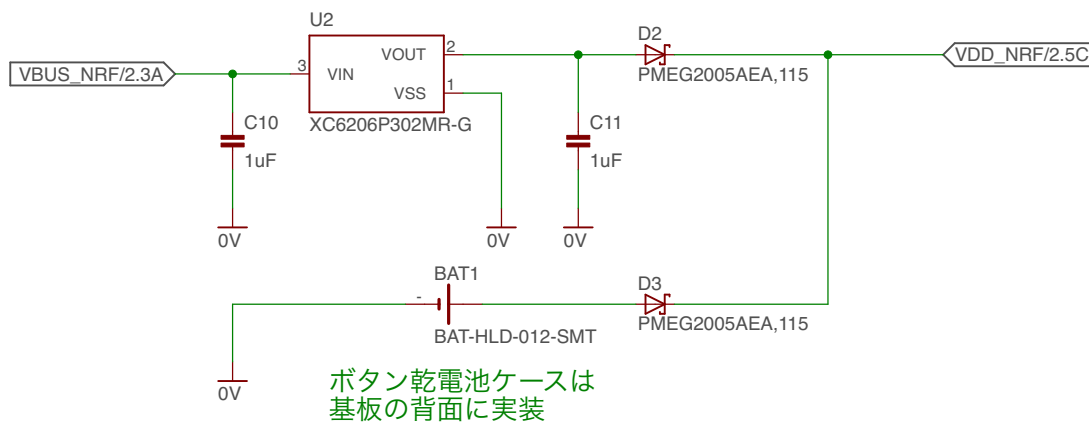 U2
D2
VBUS_NRF/2.3A
3
VIN
VOUT
2
VSS
1
XC6206P302MR-G
PMEG2005AEA,115
VDD_NRF/2.5C
C10
1uF
C11
1uF
0V
0V
0V
BAT1
-
BAT-HLD-012-SMT
D3
PMEG2005AEA,115
0V
ボタン乾電池ケースは
基板の背面に実装